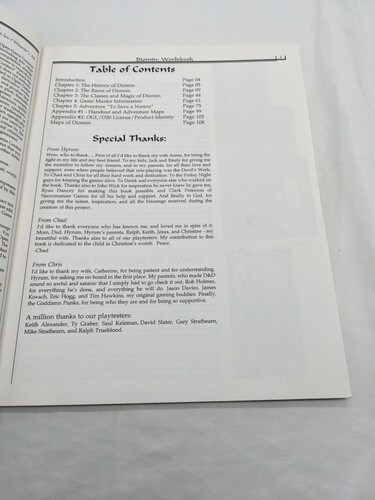 Diomin: Worldbook
3
Table of Contents
Introduction Page 04
Chapter 1: The History of Diomin Page 05
Chapter 2: The Races of Diomin Page 09
Chapter 3: The Classes and Magic of Diomin Page 44
Chapter 4: Game Master Information Page 61
Chapter 5: Adventure "To Save a Nation" Page 75
Appendix #1 - Handout and Adventure Maps Page 99
Appendix #2: OGL/D20 License/Product Identity Page 105
Maps of Diomin Page 108
Special Thanks:
From Hyrum:
Wow, who to thank. . . First of all I'd like to thank my wife Annie, for being the
light in my life and my best friend. To my kids, Jack and Emily for giving me
the incentive to follow my dreams, and to my parents, for all their love and
support; even when people believed that role-playing was the Devil's Work.
To Chad and Chris for all their hard work and dedication. To the Friday Night
guys for keeping the games alive. To Derek and everyone else who worked on
the book. Thanks also to John Wick for inspiration he never knew he gave me,
Ryan Dancey for making this book possible and Clark Peterson of
Necromancer Games for all his help and support. And finally to God, for
giving me the talent, inspiration, and all the blessings received during the
creation of this project.
From Chad:
I'd like to thank everyone who has known me, and loved me in spite of it:
Mom, Dad, Hyrum, Hyrum's parents, Ralph, Keith, Jesus, and Christine - my
beautiful wife. Thanks also to all of our playtesters. My contribution to this
book is dedicated to the child in Christine's womb. Peace.
-Chad
From Chris
I'd like to thank my wife, Catherine, for being patient and for understanding,
Hyrum, for asking me on board in the first place. My parents, who made D&D
sound so awful and satanic that I simply had to go check it out, Rob Holmes,
for everything he's done, and everything he will do. Jason Davies, James
Kovach, Eric Hogg, and Tim Hawkins, my original gaming buddies. Finally,
the Goddamn Punks, for being who they are and for being so supportive.
A million thanks to our playtesters:
Keith Alexander, Ty Graber, Saul Keleman, David Slater, Gary Strathearn,
Mike Strathearn, and Ralph Trueblood.